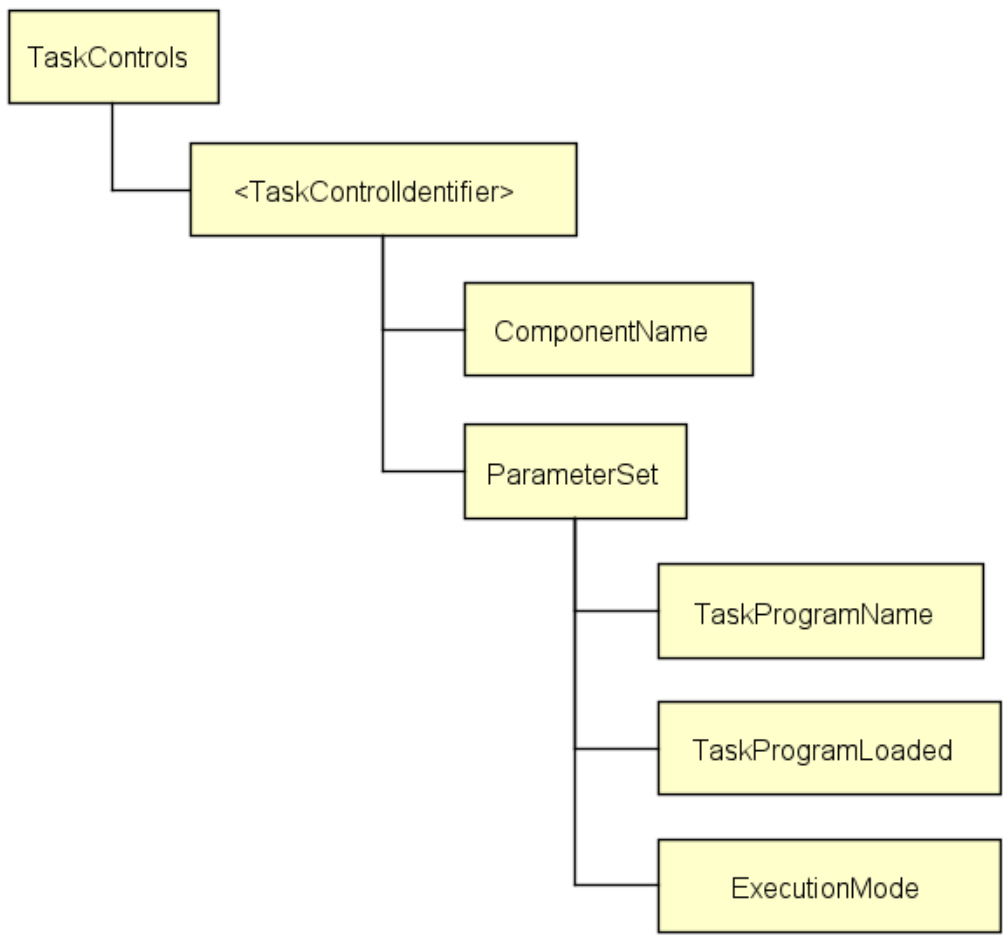 TaskControls
<TaskControlIdentifier>
ComponentName
ParameterSet
TaskProgramName
TaskProgramLoaded
ExecutionMode